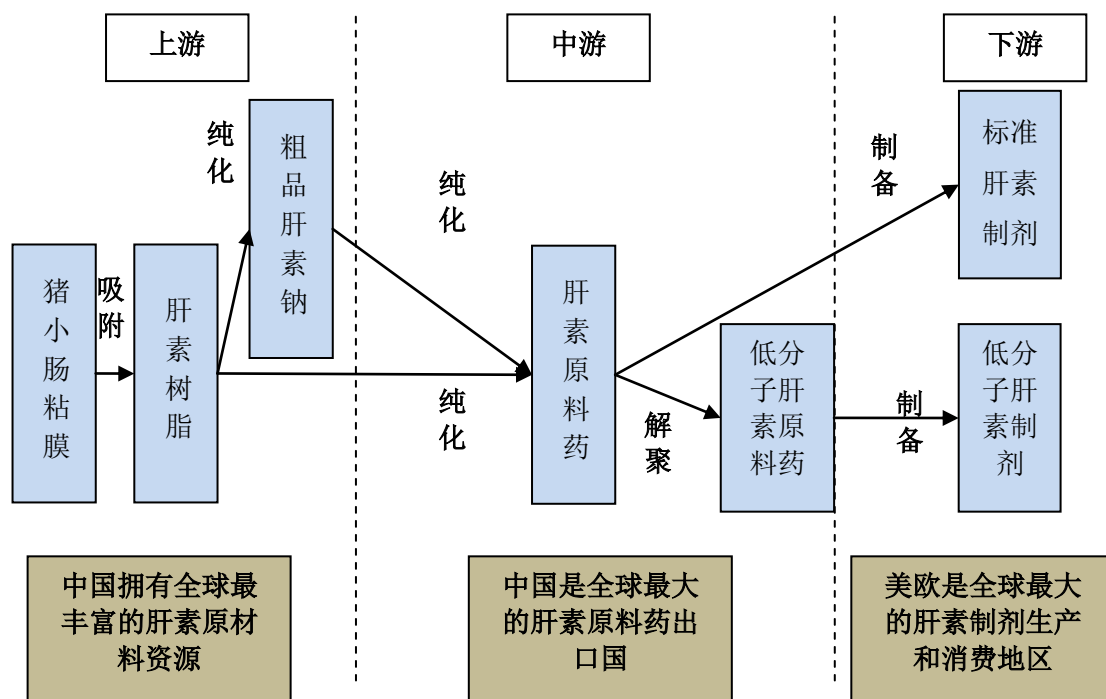 上游
中游
下游
纯化
粗品肝素钠
纯化
制备
标准
肝素
制剂
猪小肠粘膜
吸附
肝素树脂
肝素原料药
纯化
解聚
低分
子肝
素原
料药
制备
低分
子肝
素制
剂
中国拥有全球最
丰富的肝素原材
料资源
中国是全球最大
的肝素原料药出
口国
美欧是全球最大
的肝素制剂生产
和消费地区